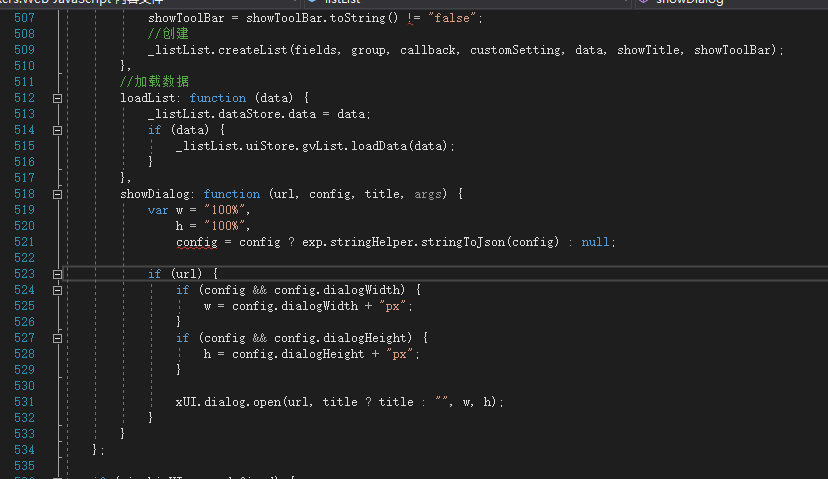 kers.Web JavaScript 内容文件
listList
showDialog
507 showToolBar = showToolBar.toString() != "false";
508 //创建
509 _listList.createList(fields, group, callback, customSetting, data, showTitle, showToolBar);
510 },
511 //加载数据
512 loadList: function (data) {
513 _listList.dataStore.data = data;
514 if (data) {
515 _listList.uiStore.gvList.loadData(data);
516 }
517 },
518 showDialog: function (url, config, title, args) {
519 var w = "100%",
520 h = "100%",
521 config = config ? exp.stringHelper.stringToJson(config) : null;
522
523 if (url) {
524 if (config && config.dialogWidth) {
525 w = config.dialogWidth + "px";
526 }
527 if (config && config.dialogHeight) {
528 h = config.dialogHeight + "px";
529 }
530
531 xUI.dialog.open(url, title ? title : "", w, h);
532 }
533 }
534 };
535